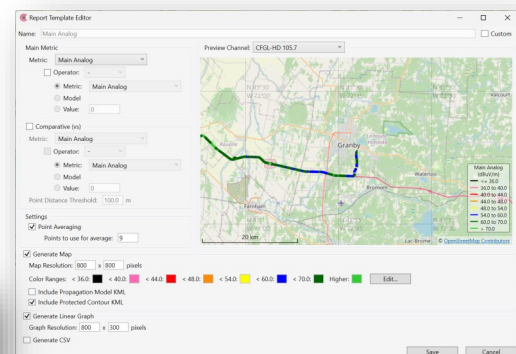 Report Template Editor
Name: Main Analog
Custom
Main Metric
Preview Channel: CFGL-HD 105.7
Metric: Main Analog
Operator: -
Metric: Main Analog
Model
Value: 0
Comparative (vs)
Metric: Main Analog
Operator: -
Metric: Main Analog
Model
Value: 0
Point Distance Threshold: 100.0 m
Settings
Point Averaging
Points to use for average: 9
Granby
Valcourt
Waterloo
Bromont
Farnham
Lac-Brome
20 km
Main Analog
(dBuV/m)
<= 36.0
36.0 to 40.0
40.0 to 44.0
44.0 to 48.0
48.0 to 54.0
54.0 to 60.0
60.0 to 70.0
> 70.0
© OpenStreetMap Contributors
Generate Map
Map Resolution: 800 x 800 pixels
Color Ranges: < 36.0: < 40.0: < 44.0: < 48.0: < 54.0: < 60.0: < 70.0: Higher: Edit...
Include Propagation Model KML
Include Protected Contour KML
Generate Linear Graph
Graph Resolution: 800 x 300 pixels
Generate CSV
Save Cancel